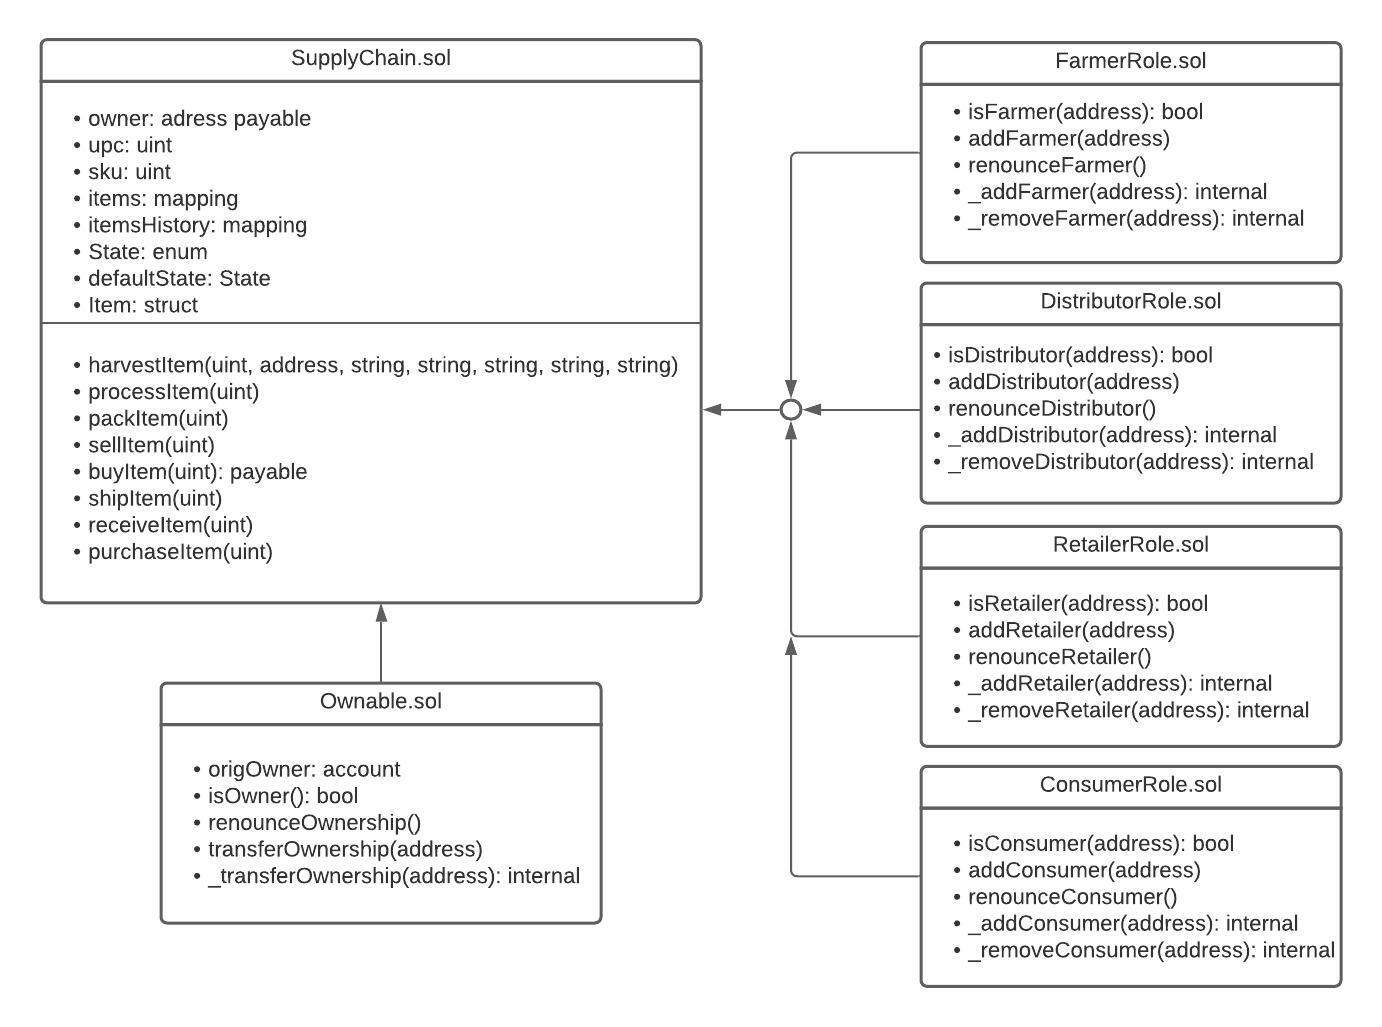 SupplyChain.sol
• owner: adress payable
• upc: uint
• sku: uint
• items: mapping
• itemsHistory: mapping
• State: enum
• defaultState: State
• Item: struct
• harvestItem(uint, address, string, string, string, string, string)
• processItem(uint)
• packItem(uint)
• sellItem(uint)
• buyItem(uint): payable
• shipItem(uint)
• receiveItem(uint)
• purchaseItem(uint)
Ownable.sol
• origOwner: account
• isOwner(): bool
• renounceOwnership()
• transferOwnership(address)
• _transferOwnership(address): internal
FarmerRole.sol
• isFarmer(address): bool
• addFarmer(address)
• renounceFarmer()
• _addFarmer(address): internal
• _removeFarmer(address): internal
DistributorRole.sol
• isDistributor(address): bool
• addDistributor(address)
• renounceDistributor()
• _addDistributor(address): internal
• _removeDistributor(address): internal
RetailerRole.sol
• isRetailer(address): bool
• addRetailer(address)
• renounceRetailer()
• _addRetailer(address): internal
• _removeRetailer(address): internal
ConsumerRole.sol
• isConsumer(address): bool
• addConsumer(address)
• renounceConsumer()
• _addConsumer(address): internal
• _removeConsumer(address): internal